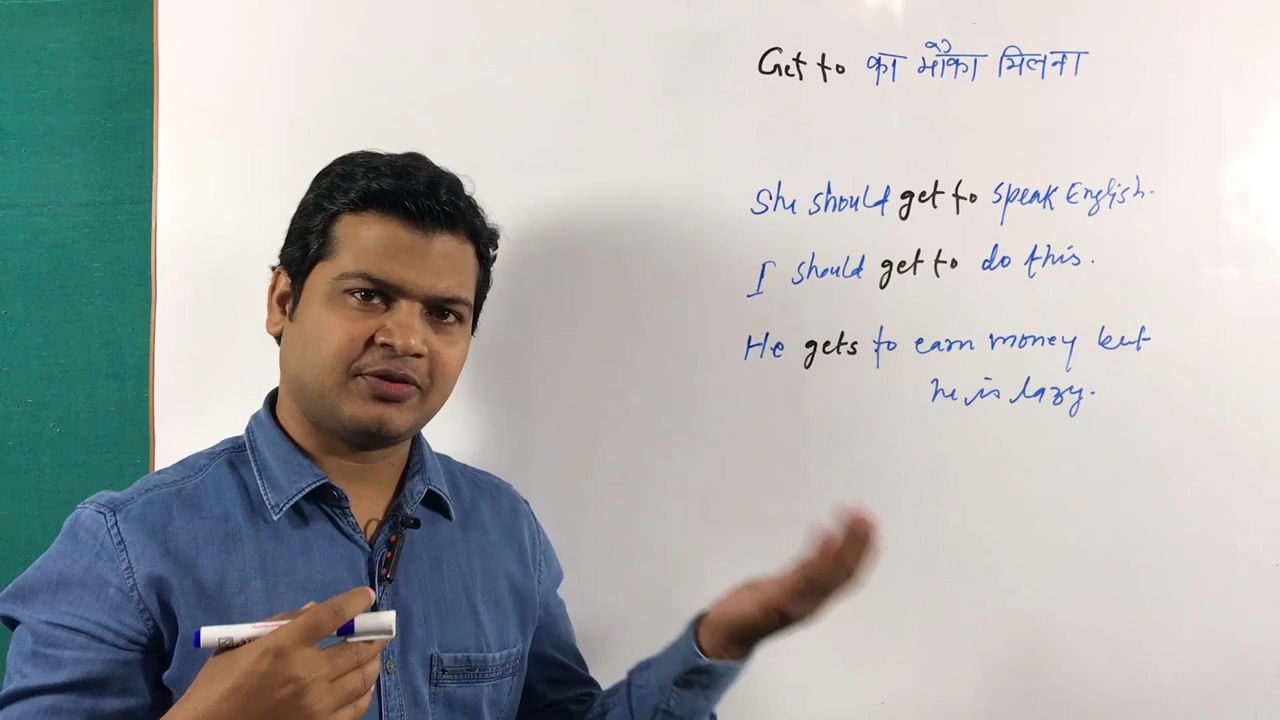 Get to का मौका मिलना
She should get to speak English.
I should get to do this.
He gets to earn money but
he is lazy.